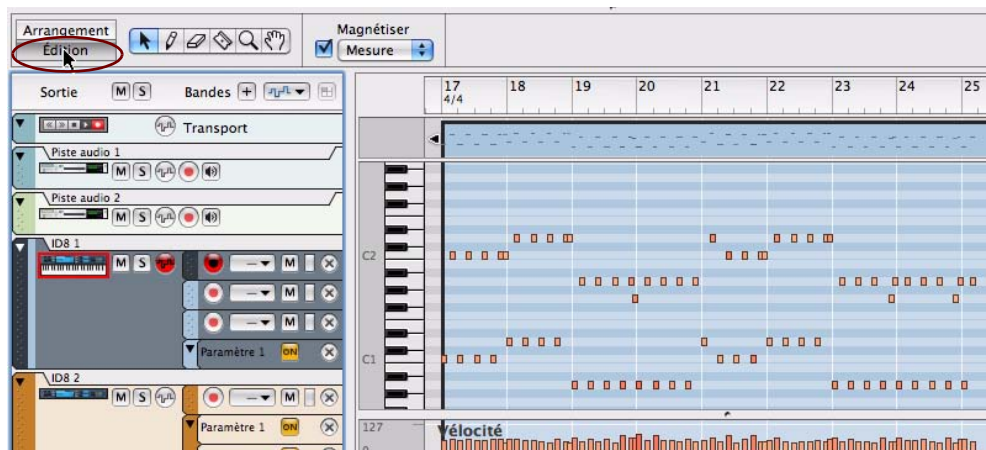 Arrangement
Édition
Magnétiser
Mesure
Sortie M S Bandes
17 18 19 20 21 22 23 24 25
4/4
Transport
Piste audio 1
M S
Piste audio 2
M S
ID8 1
M S M
C2
M
M
Paramètre 1 ON
C1
ID8 2
M S M
Paramètre 1 ON
127 Vélocité